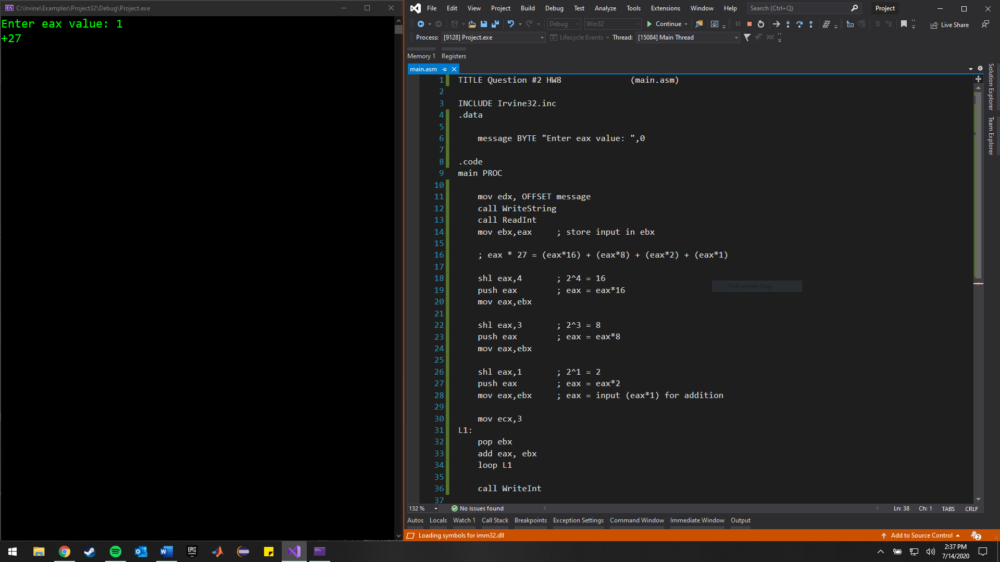 C:\Irvine\Examples\Project32\Debug\Project.exe
Enter eax value: 1
+27
File Edit View Project Build Debug Test Analyze Tools Extensions Window Help Search (Ctrl+Q) Project
Debug Win32 Continue Live Share
Process: [9128] Project.exe Lifecycle Events Thread: [15084] Main Thread
Memory 1 Registers
main.asm
1 TITLE Question #2 HW8 (main.asm)
2
3 INCLUDE Irvine32.inc
4 .data
5
6 message BYTE "Enter eax value: ",0
7
8 .code
9 main PROC
10
11 mov edx, OFFSET message
12 call WriteString
13 call ReadInt
14 mov ebx,eax ; store input in ebx
15
16 ; eax * 27 = (eax*16) + (eax*8) + (eax*2) + (eax*1)
17
18 shl eax,4 ; 2^4 = 16
19 push eax ; eax = eax*16
20 mov eax,ebx
21
22 shl eax,3 ; 2^3 = 8
23 push eax ; eax = eax*8
24 mov eax,ebx
25
26 shl eax,1 ; 2^1 = 2
27 push eax ; eax = eax*2
28 mov eax,ebx ; eax = input (eax*1) for addition
29
30 mov ecx,3
31 L1:
32 pop ebx
33 add eax, ebx
34 loop L1
35
36 call WriteInt
37
Full-screen Snip
Solution Explorer
Team Explorer
132 % No issues found Ln: 38 Ch: 1 TABS CRLF
Autos Locals Watch 1 Call Stack Breakpoints Exception Settings Command Window Immediate Window Output
Loading symbols for imm32.dll Add to Source Control 2
EPIC GAMES
2:37 PM
7/14/2020